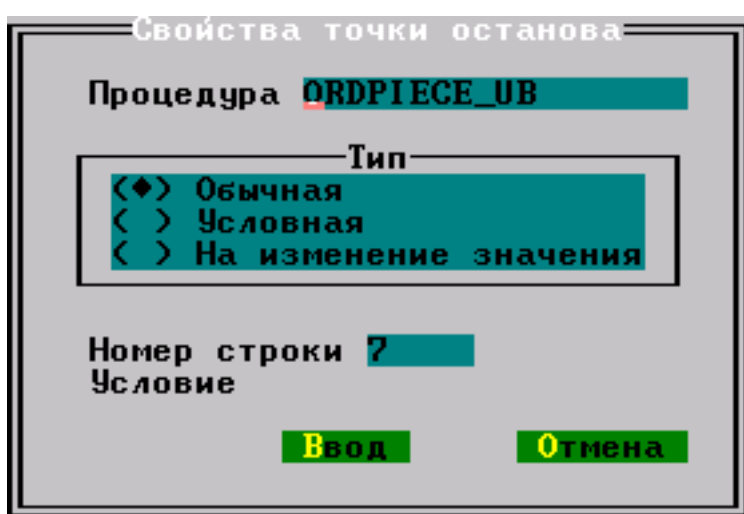 Свойства точки останова
Процедура ORDPIECE_UB
Тип
(♦) Обычная
( ) Условная
( ) На изменение значения
Номер строки 7
Условие
Ввод Отмена